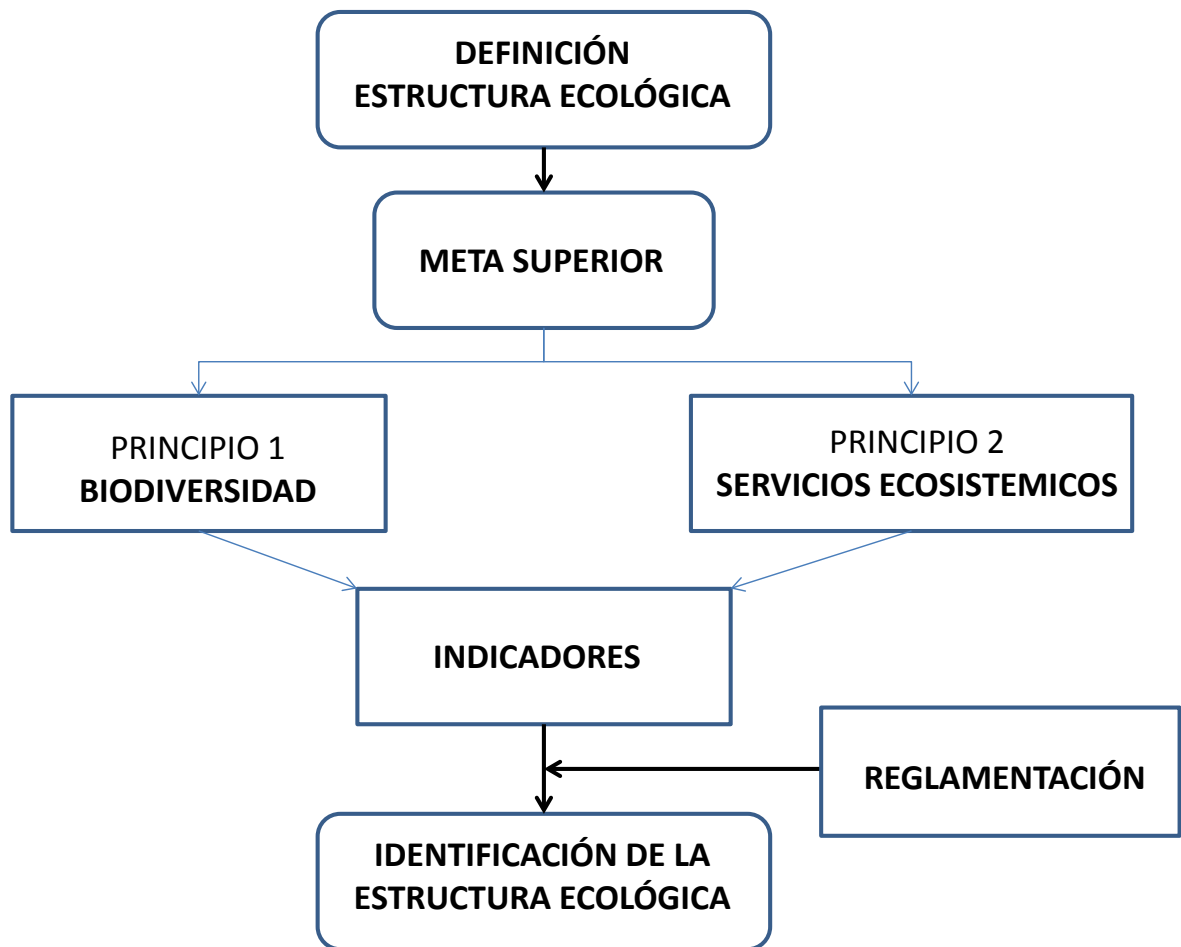 DEFINICIÓN
ESTRUCTURA ECOLÓGICA
META SUPERIOR
PRINCIPIO 1
BIODIVERSIDAD
PRINCIPIO 2
SERVICIOS ECOSISTEMICOS
INDICADORES
REGLAMENTACIÓN
IDENTIFICACIÓN DE LA
ESTRUCTURA ECOLÓGICA